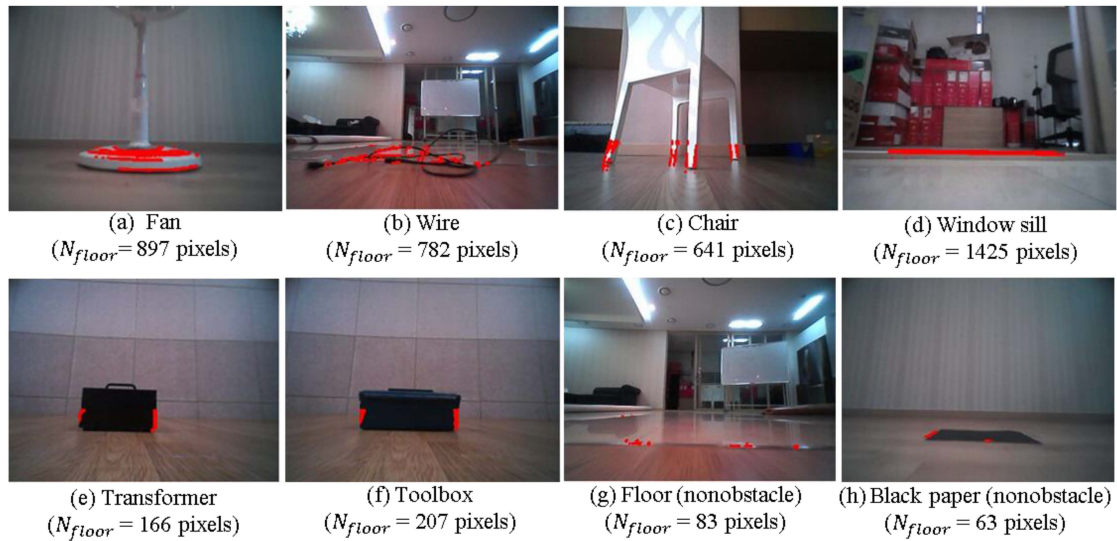 (a) Fan
(N_floor= 897 pixels)
(b) Wire
(N_floor = 782 pixels)
(c) Chair
(N_floor = 641 pixels)
(d) Window sill
(N_floor = 1425 pixels)
(e) Transformer
(N_floor = 166 pixels)
(f) Toolbox
(N_floor = 207 pixels)
(g) Floor (nonobstacle)
(N_floor = 83 pixels)
(h) Black paper (nonobstacle)
(N_floor = 63 pixels)